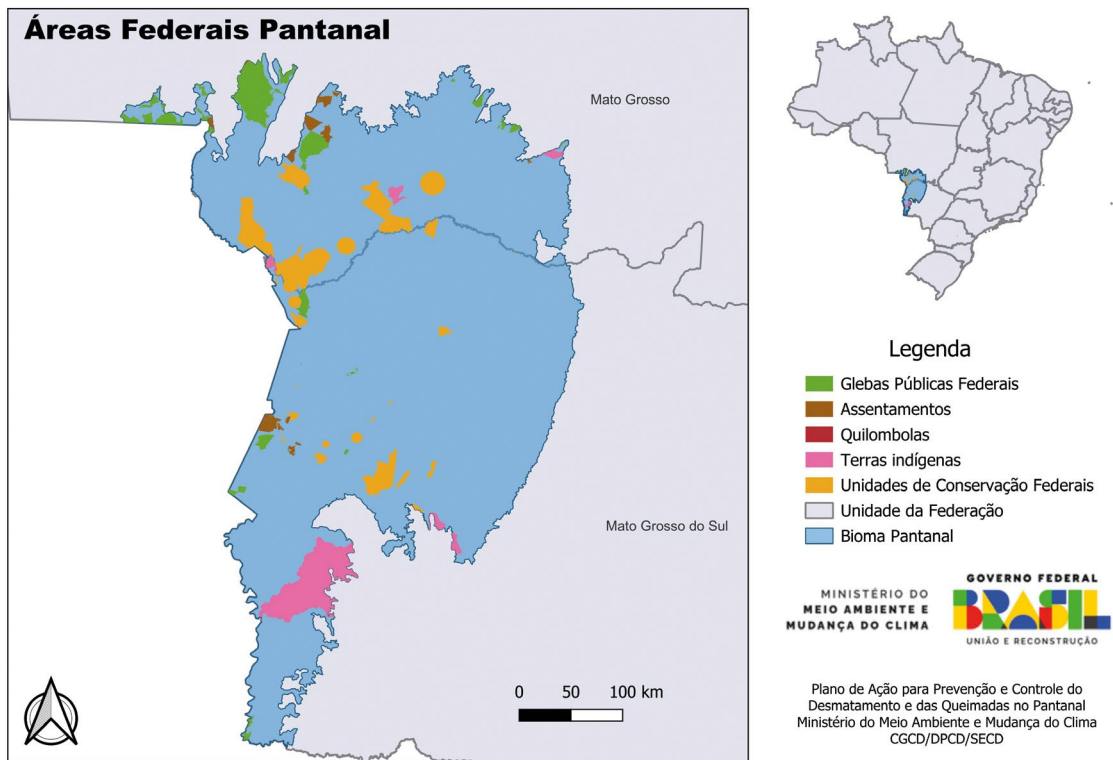 Áreas Federais Pantanal
Mato Grosso
Mato Grosso do Sul
0 50 100 km
Legenda
Glebas Públicas Federais
Assentamentos
Quilombolas
Terras indígenas
Unidades de Conservação Federais
Unidade da Federação
Bioma Pantanal
MINISTÉRIO DO
MEIO AMBIENTE E
MUDANÇA DO CLIMA
GOVERNO FEDERAL
BRASIL
UNIÃO E RECONSTRUÇÃO
Plano de Ação para Prevenção e Controle do
Desmatamento e das Queimadas no Pantanal
Ministério do Meio Ambiente e Mudança do Clima
CGCD/DPCD/SECD